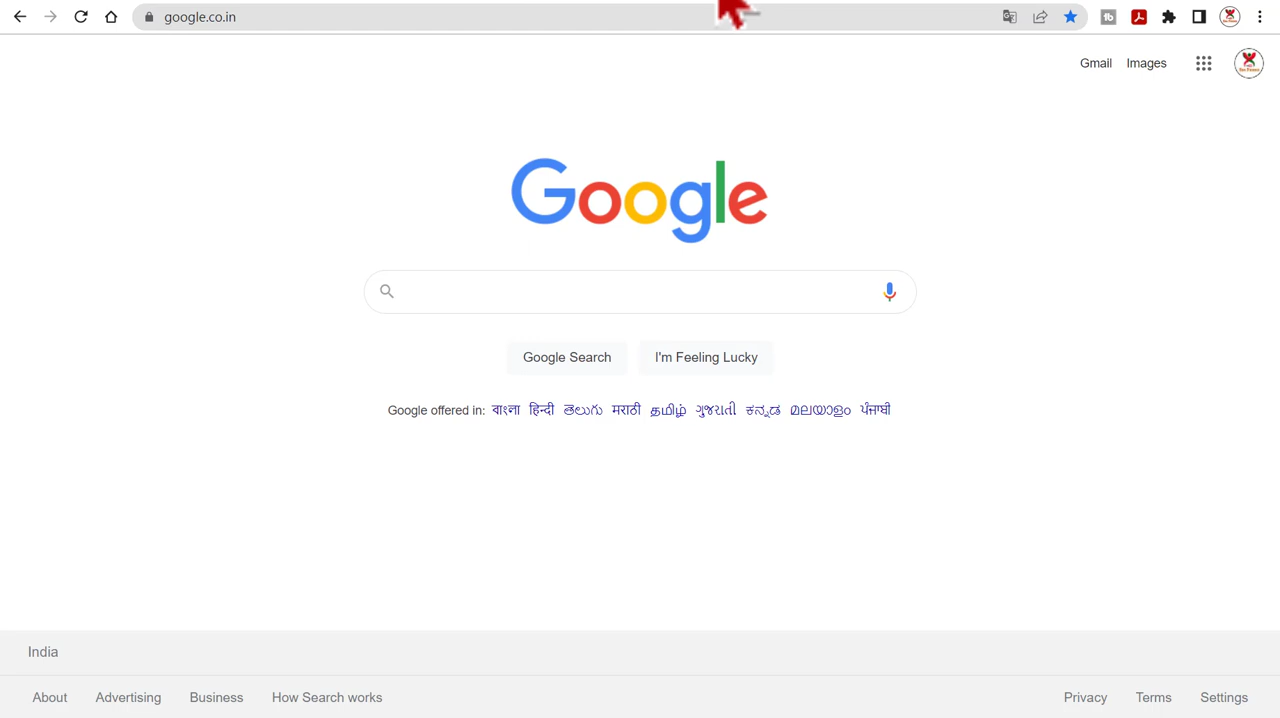 google.co.in
Gmail Images
Google
Google Search I'm Feeling Lucky
Google offered in: বাংলা हिन्दी తెలుగు मराठी தமிழ் ગુજરાતી ಕನ್ನಡ മലയാളം ਪੰਜਾਬੀ
India
About Advertising Business How Search works Privacy Terms Settings